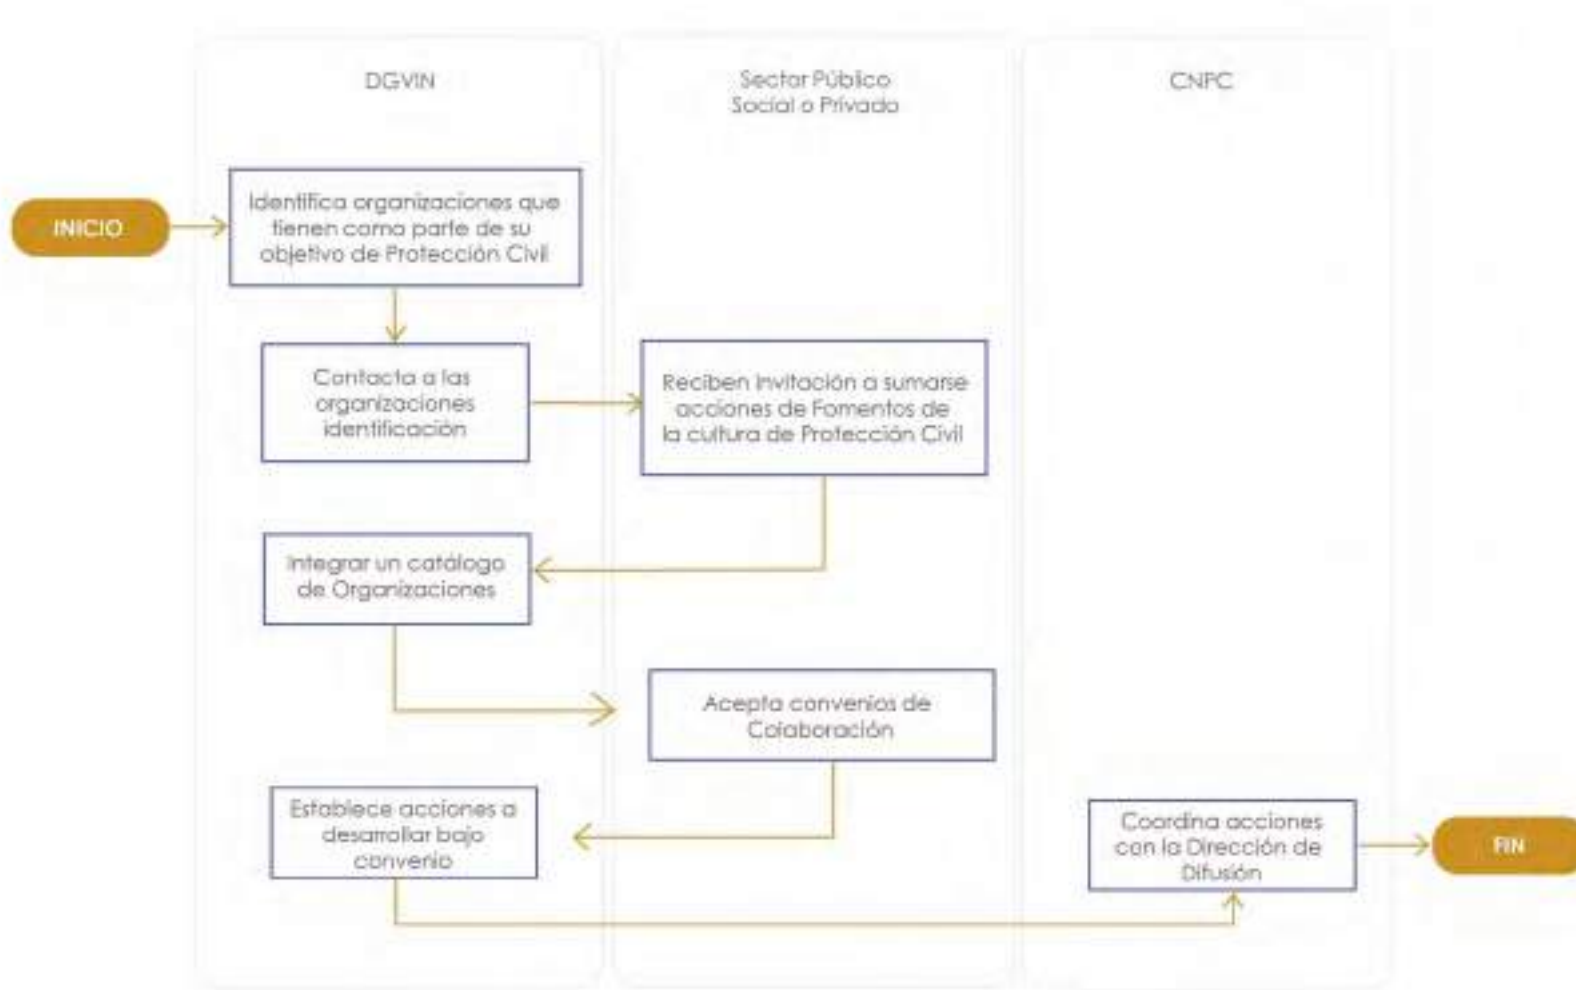 DGVIN
Sector Público
Social o Privado
CNPC
INICIO
Identifica organizaciones que
tienen como parte de su
objetivo de Protección Civil
Contacta a las
organizaciones
identificación
Reciben invitación a sumarse
acciones de Fomentos de
la cultura de Protección Civil
Integrar un catálogo
de Organizaciones
Acepta convenios de
Colaboración
Establece acciones a
desarrollar bajo
convenio
Coordina acciones
con la Dirección de
Difusión
FIN